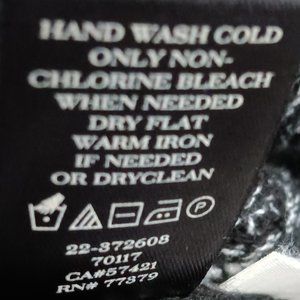 HAND WASH COLD
ONLY NON-
CHLORINE BLEACH
WHEN NEEDED
DRY FLAT
WARM IRON
IF NEEDED
OR DRYCLEAN
P
22-372608
70117
CA#57421
RN# 77379